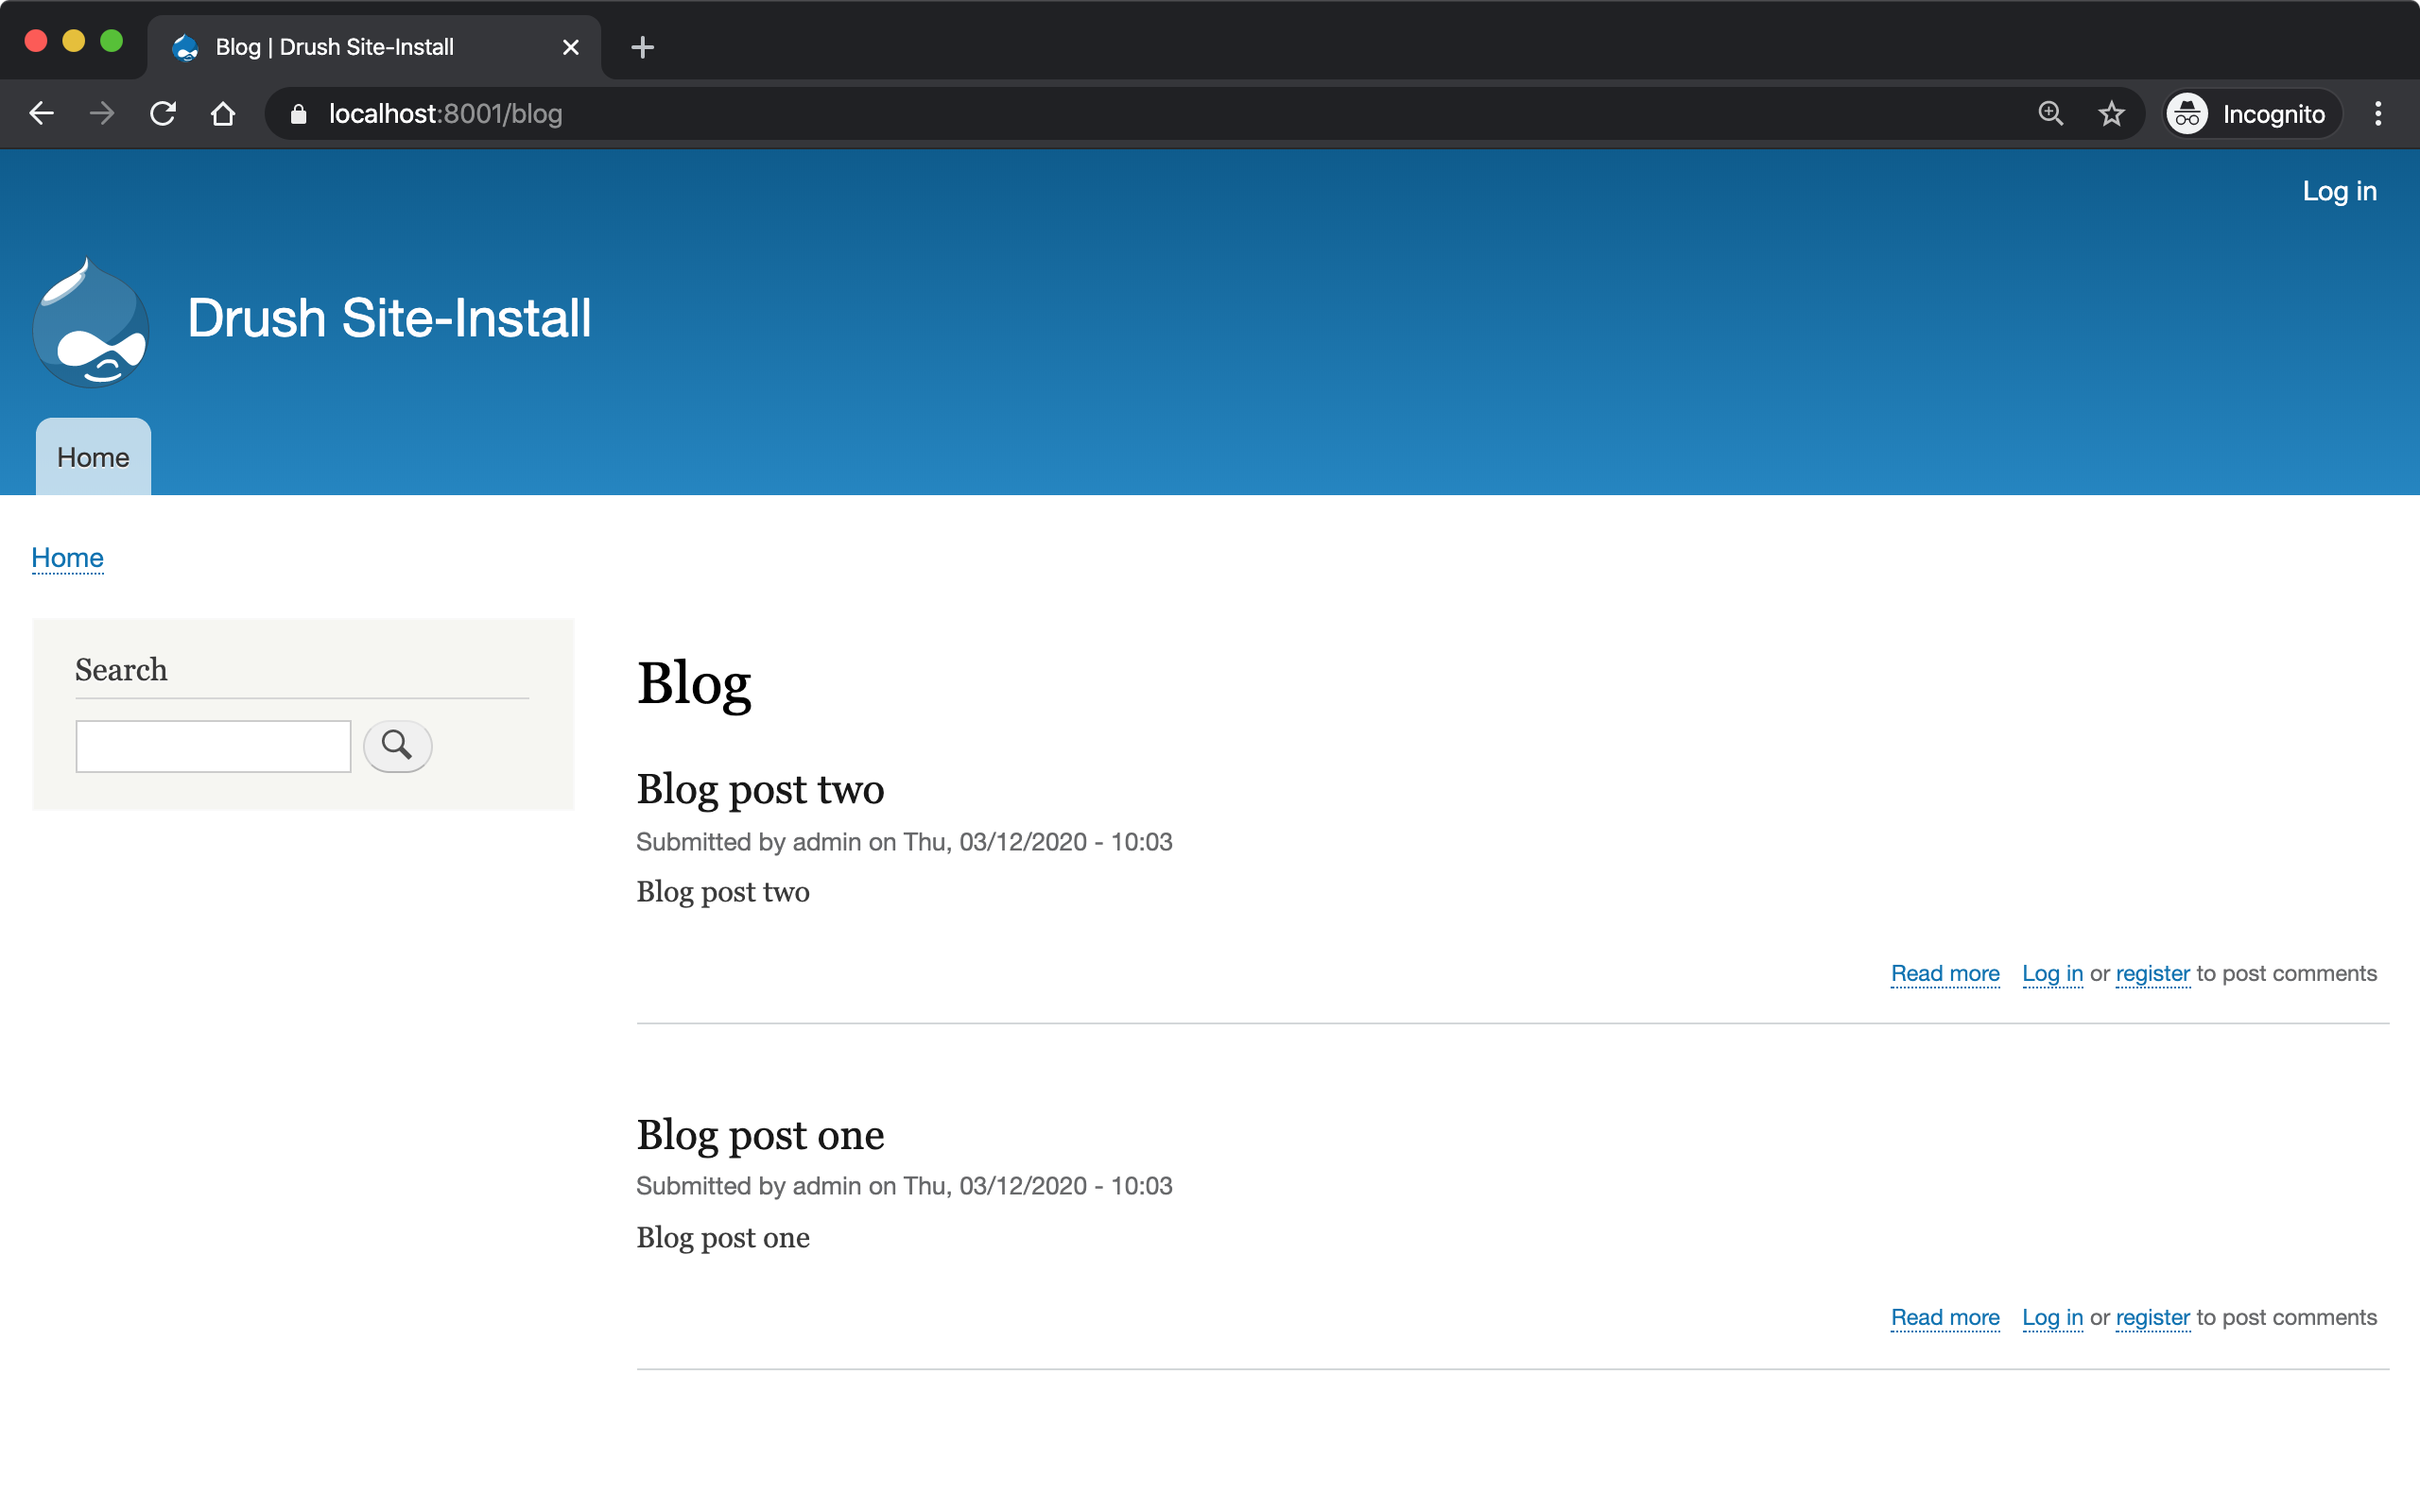 Blog | Drush Site-Install
localhost:8001/blog
Incognito
Log in
Drush Site-Install
Home
Home
Search
Blog
Blog post two
Submitted by admin on Thu, 03/12/2020 - 10:03
Blog post two
Read more Log in or register to post comments
Blog post one
Submitted by admin on Thu, 03/12/2020 - 10:03
Blog post one
Read more Log in or register to post comments